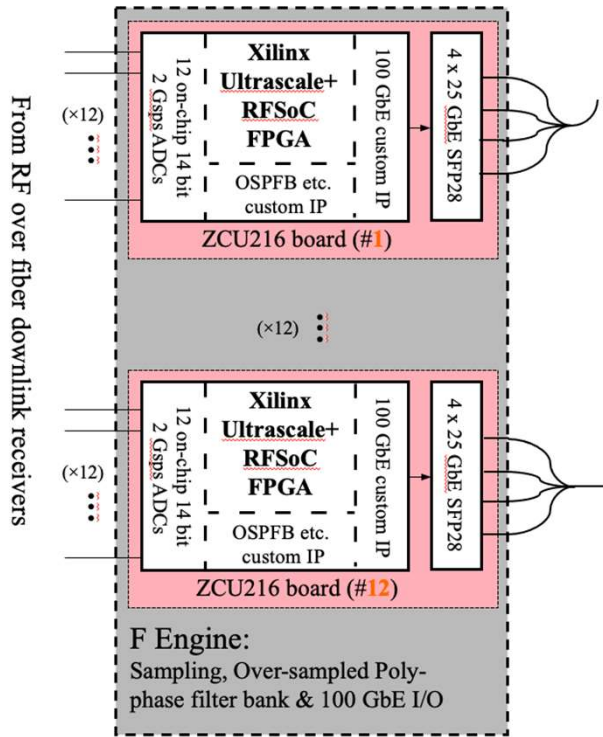 From RF over fiber downlink receivers
(×12)
12 on-chip 14 bit
2 Gsps ADCs
Xilinx
Ultrascale+
RFSoC
FPGA
OSPFB etc.
custom IP
100 GbE custom IP
4 x 25 GbE SFP28
ZCU216 board (#1)
(×12)
(×12)
12 on-chip 14 bit
2 Gsps ADCs
Xilinx
Ultrascale+
RFSoC
FPGA
OSPFB etc.
custom IP
100 GbE custom IP
4 x 25 GbE SFP28
ZCU216 board (#12)
F Engine:
Sampling, Over-sampled Poly-
phase filter bank & 100 GbE I/O